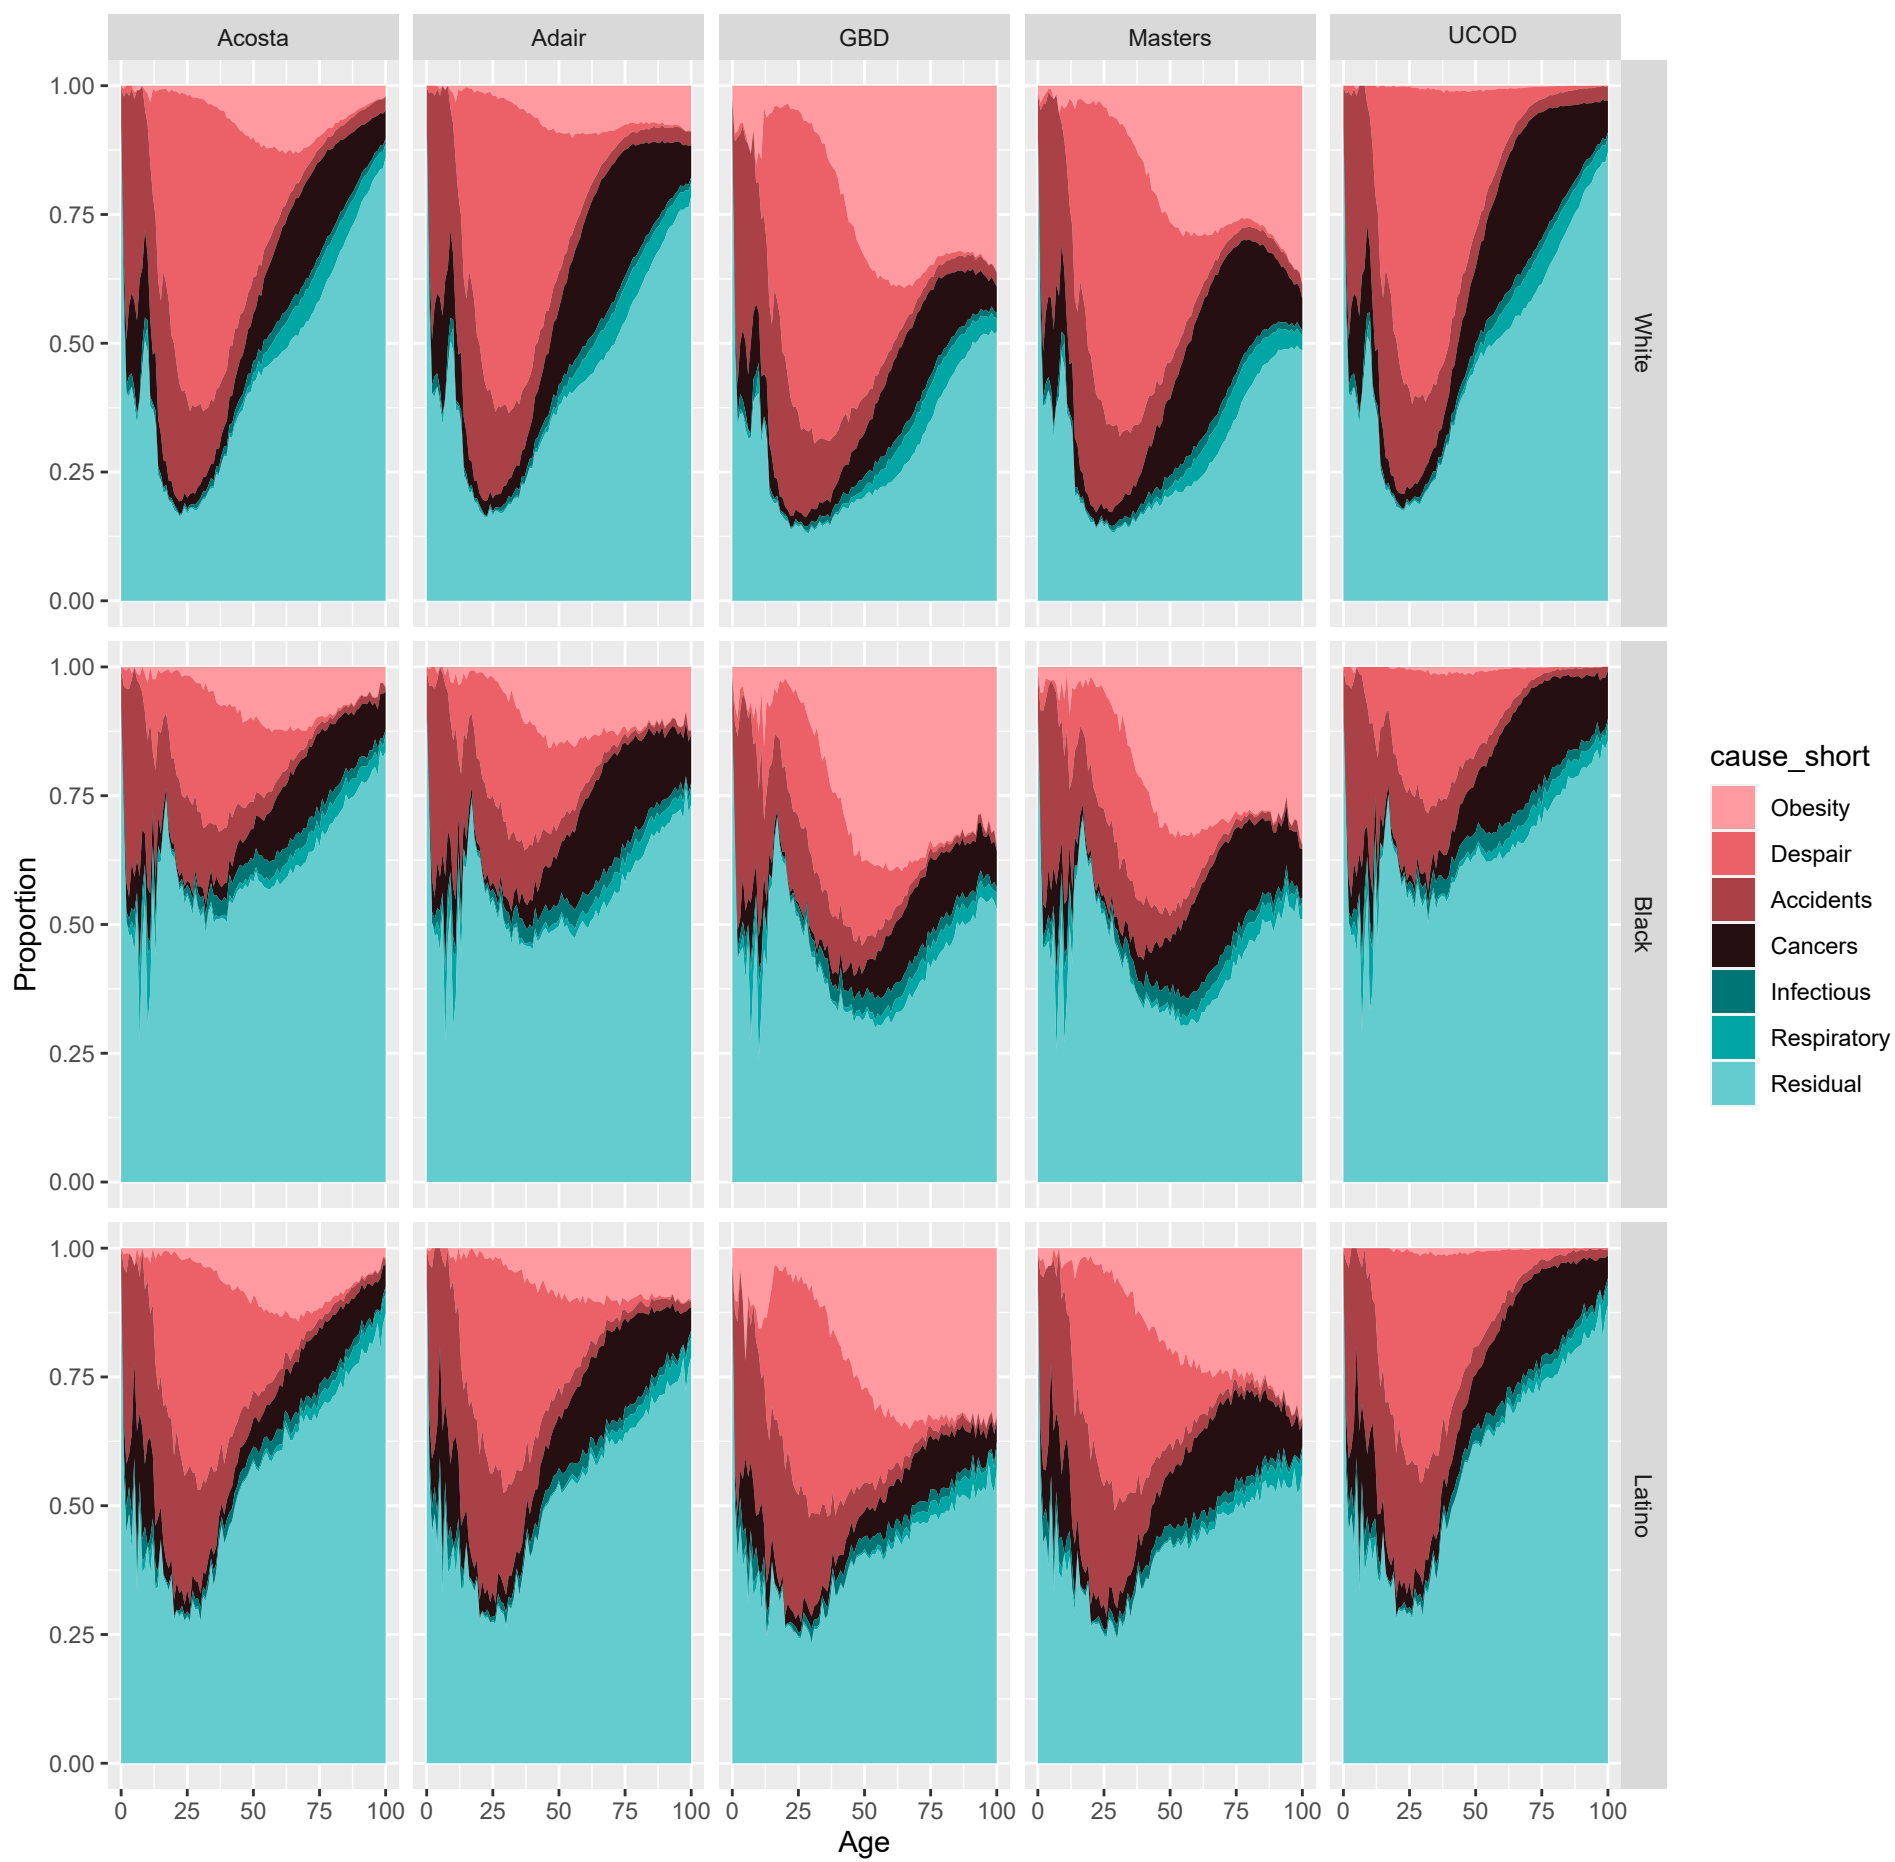 Acosta Adair GBD Masters UCOD
1.00
0.75
0.50
0.25
0.00
White
1.00
0.75
0.50
0.25
0.00
Black
1.00
0.75
0.50
0.25
0.00
Latino
Proportion
0 25 50 75 100 0 25 50 75 100 0 25 50 75 100 0 25 50 75 100 0 25 50 75 100
Age
cause_short
Obesity
Despair
Accidents
Cancers
Infectious
Respiratory
Residual